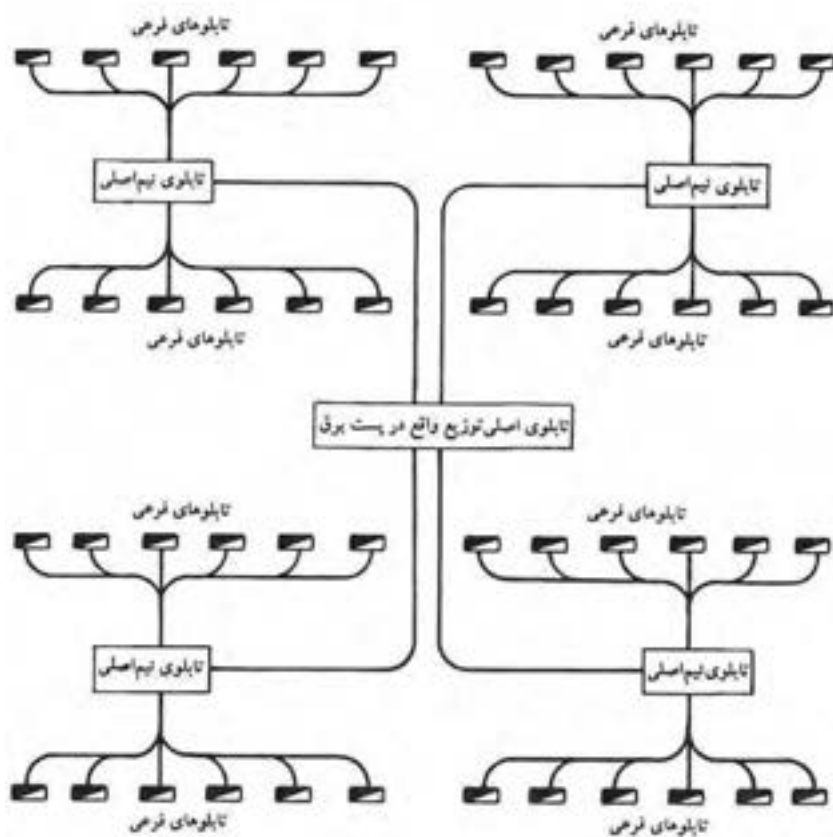 تابلوهای فرعی
تابلوهای فرعی
تابلوی نیم‌اصلی
تابلوی نیم‌اصلی
تابلوهای فرعی
تابلوهای فرعی
تابلوی اصلی توزیع واقع در پست برق
تابلوهای فرعی
تابلوهای فرعی
تابلوی نیم‌اصلی
تابلوی نیم‌اصلی
تابلوهای فرعی
تابلوهای فرعی